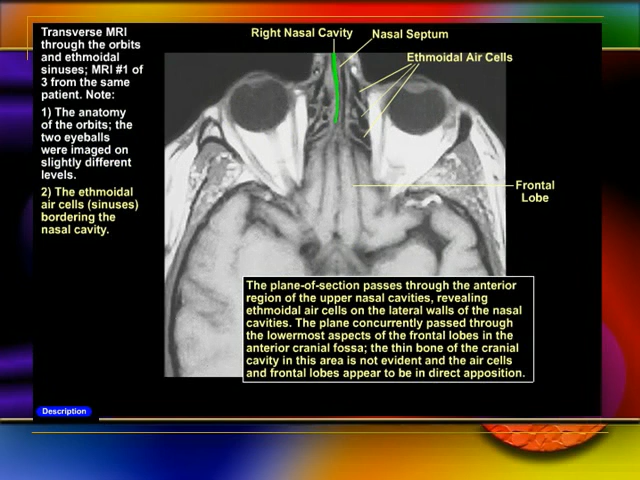 Transverse MRI
through the orbits
and ethmoidal
sinuses; MRI #1 of
3 from the same
patient. Note:
1) The anatomy
of the orbits; the
two eyeballs
were imaged on
slightly different
levels.
2) The ethmoidal
air cells (sinuses)
bordering the
nasal cavity.
Right Nasal Cavity
Nasal Septum
Ethmoidal Air Cells
Frontal
Lobe
The plane-of-section passes through the anterior
region of the upper nasal cavities, revealing
ethmoidal air cells on the lateral walls of the nasal
cavities. The plane concurrently passed through
the lowermost aspects of the frontal lobes in the
anterior cranial fossa; the thin bone of the cranial
cavity in this area is not evident and the air cells
and frontal lobes appear to be in direct apposition.
Description